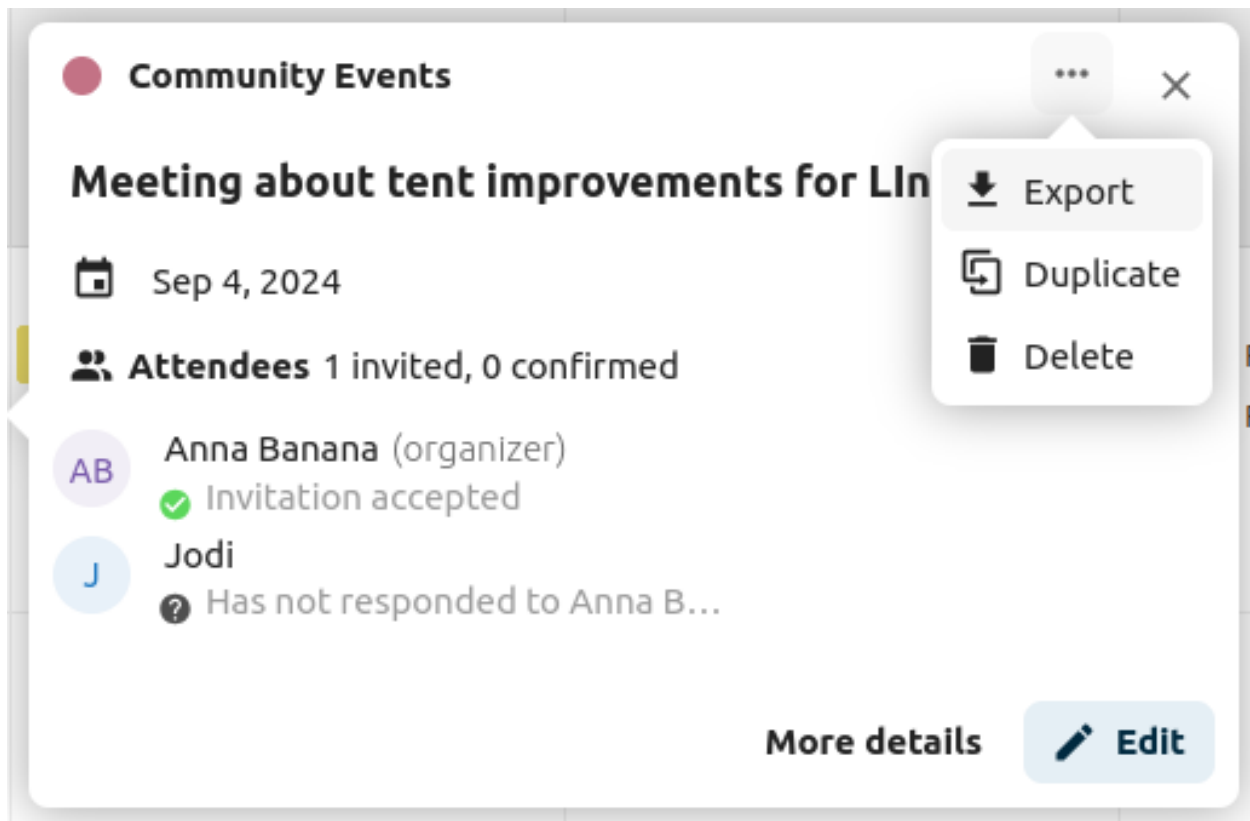 Community Events
Meeting about tent improvements for LIn
Export
Sep 4, 2024
Duplicate
Attendees 1 invited, 0 confirmed
Delete
AB
Anna Banana (organizer)
Invitation accepted
J
Jodi
Has not responded to Anna B...
More details
Edit